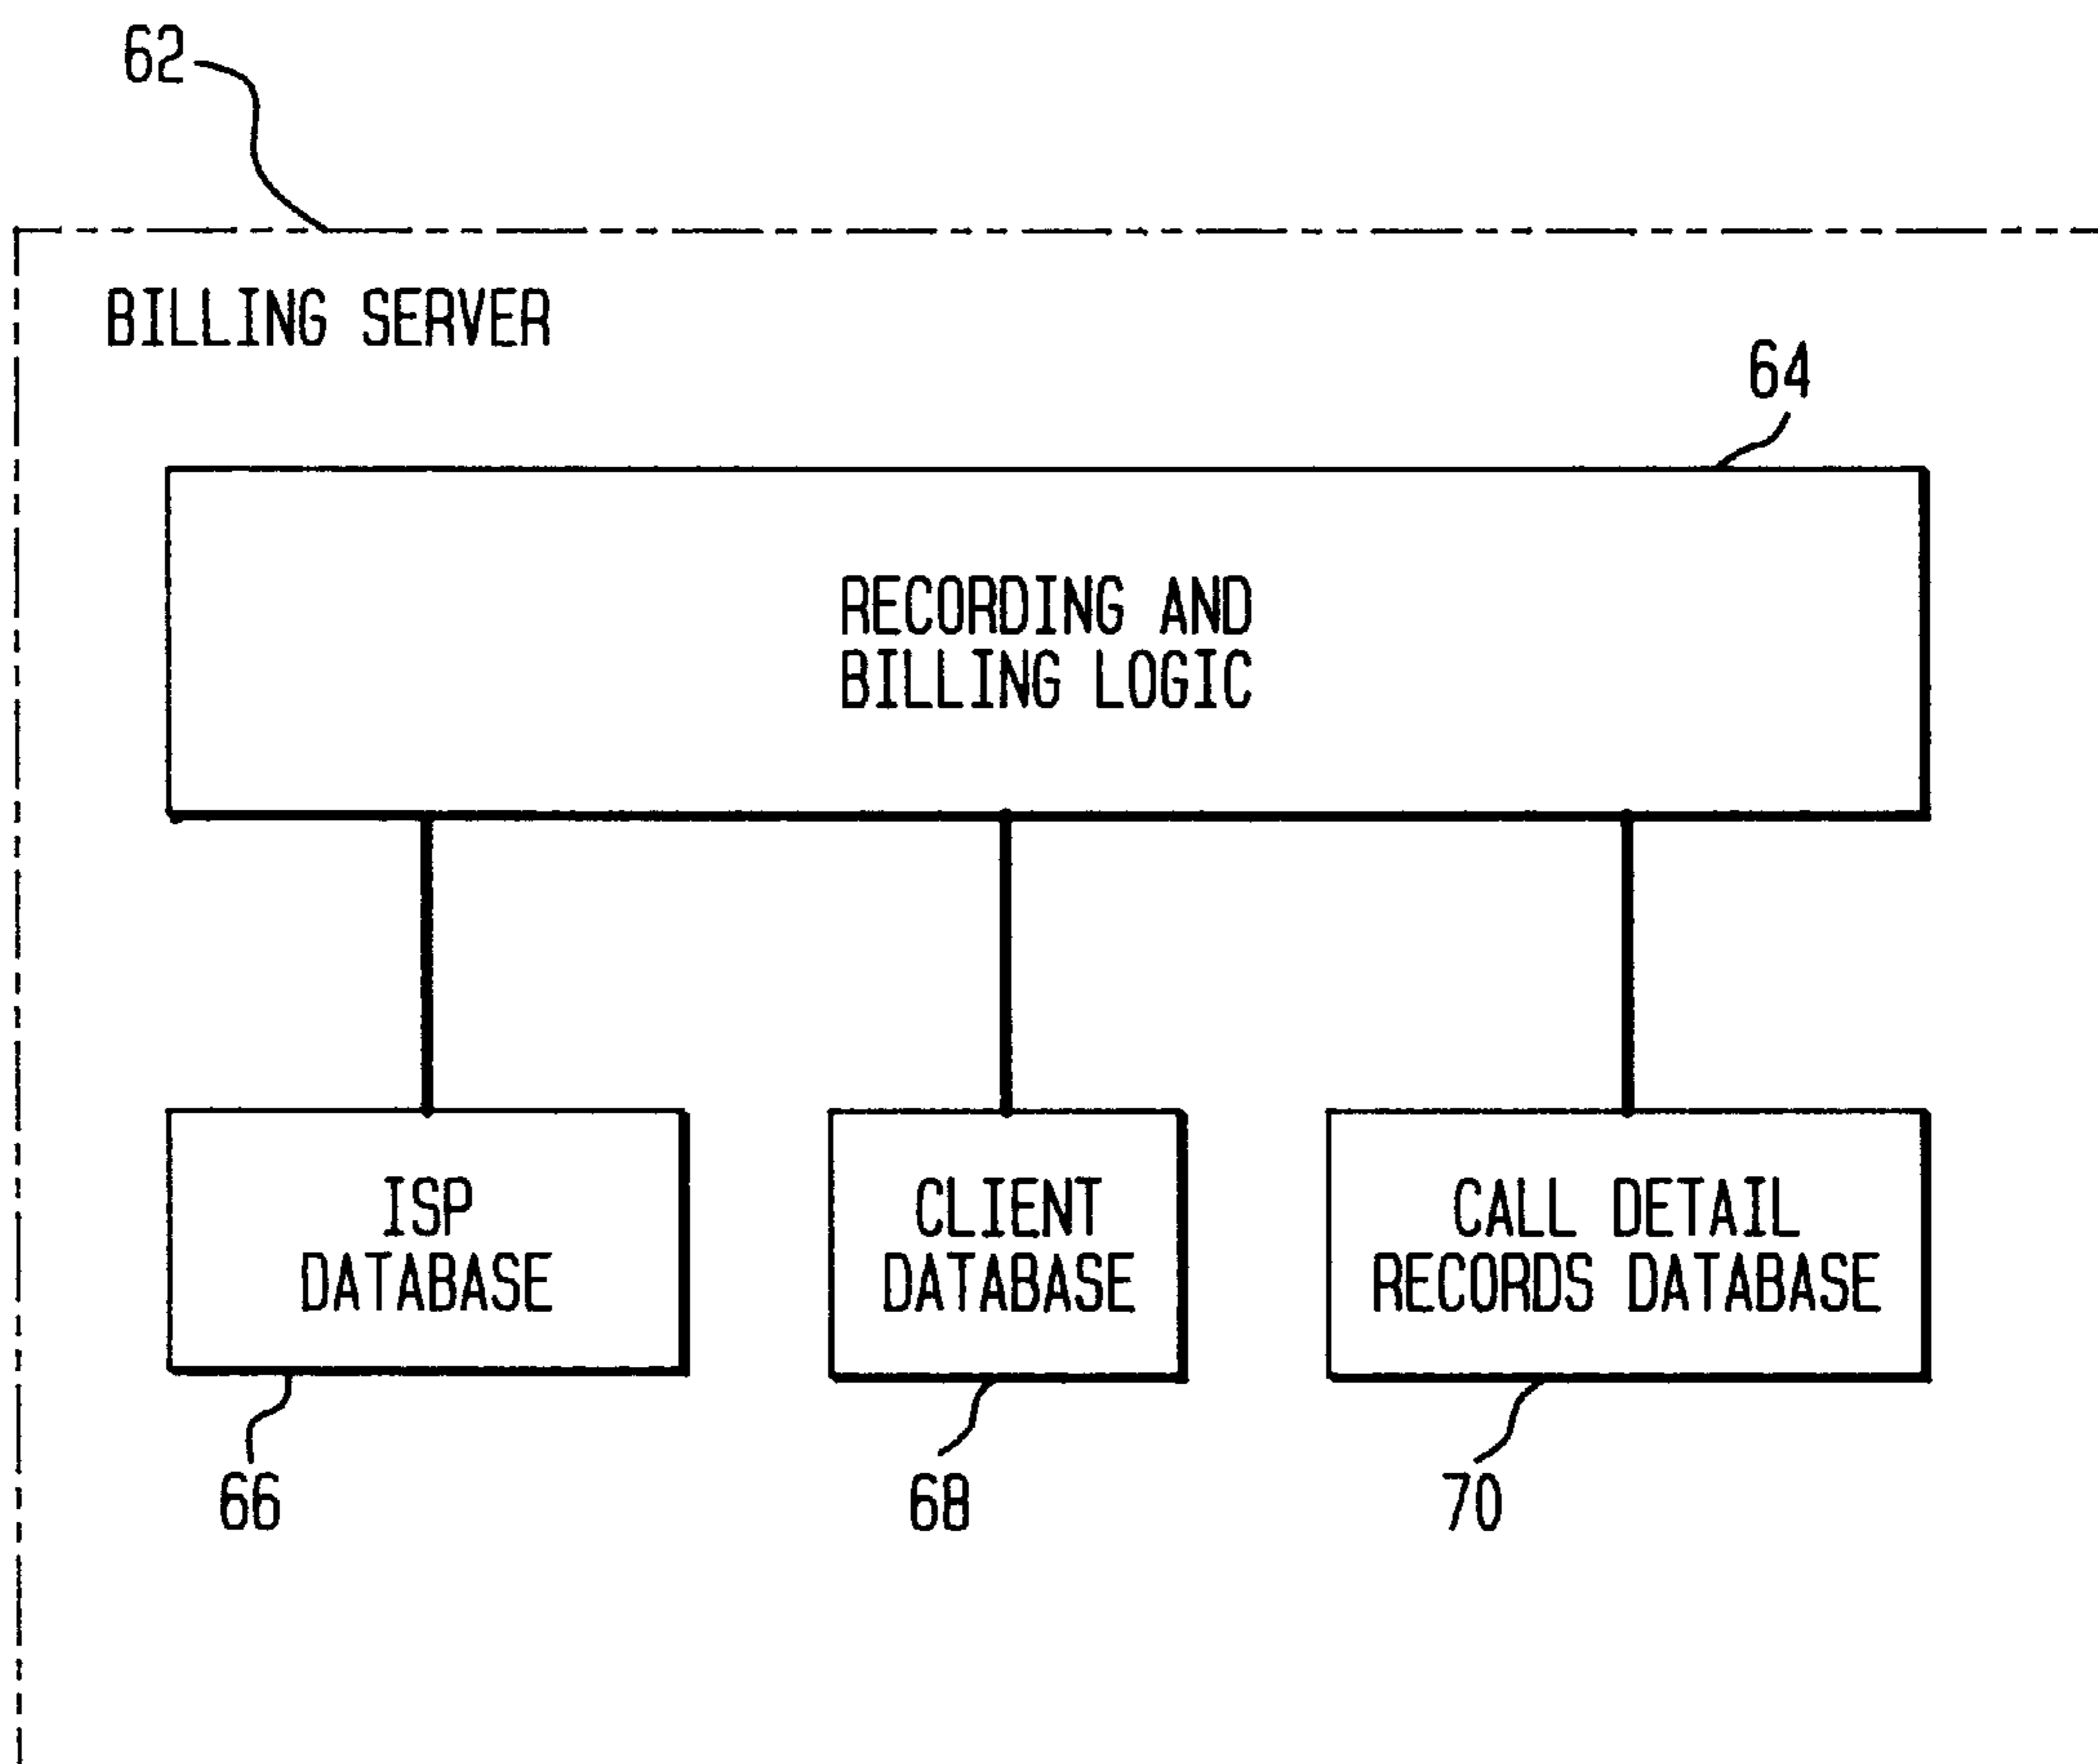 62
BILLING SERVER
64
RECORDING AND
BILLING LOGIC
ISP
DATABASE
CLIENT
DATABASE
CALL DETAIL
RECORDS DATABASE
66
68
70